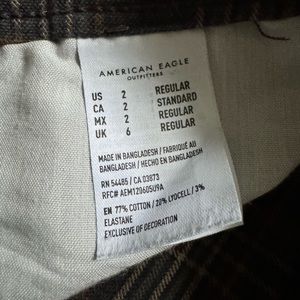 AMERICAN EAGLE
OUTFITTERS
US 2 REGULAR
CA 2 STANDARD
MX 2 REGULAR
UK 6 REGULAR
MADE IN BANGLADESH / FABRIQUÉ AU
BANGLADESH / HECHO EN BANGLADESH
RN 54485 / CA 03873
RFC# AEM120605U9A
EN 77% COTTON / 20% LYOCELL / 3%
ELASTANE
EXCLUSIVE OF DECORATION